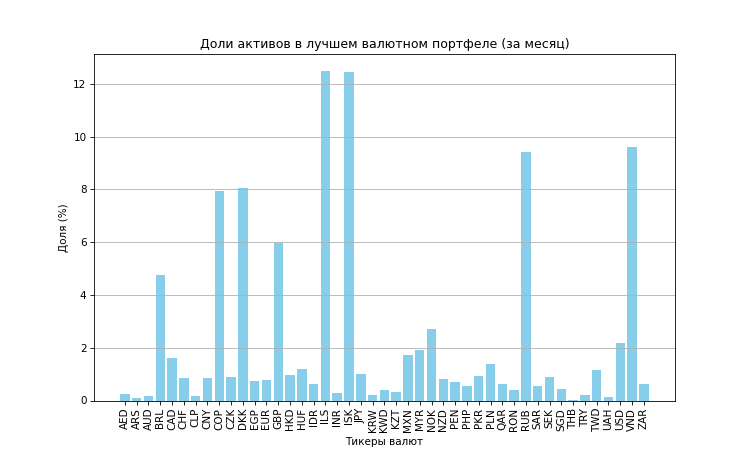 Доли активов в лучшем валютном портфеле (за месяц)
Доля (%)
12
10
8
6
4
2
0
AED ARS AUD BRL CAD CHF CLP CNY COP CZK DKK EGP EUR GBP HKD HUF IDR ILS INR ISK JPY KRW KWD KZT MXN MYR NOK NZD PEN PHP PKR PLN QAR RON RUB SAR SEK SGD THB TRY TWD UAH USD VND ZAR
Тикеры валют